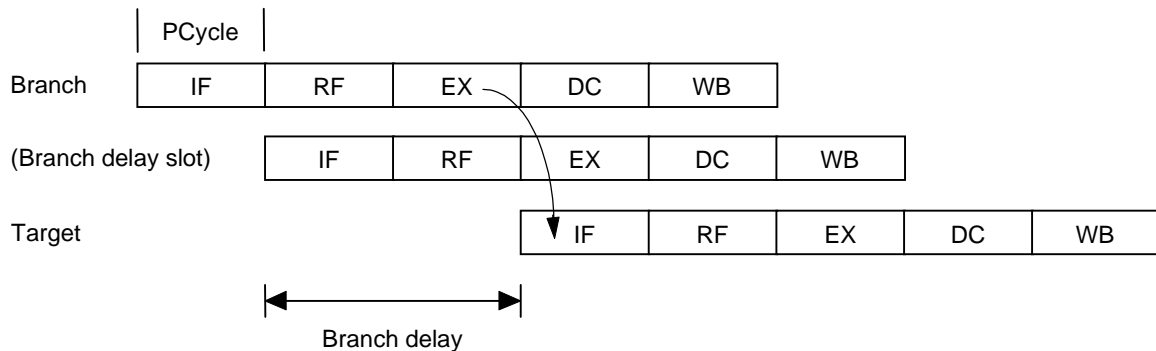 PCycle
Branch IF RF EX DC WB
(Branch delay slot) IF RF EX DC WB
Target IF RF EX DC WB
Branch delay